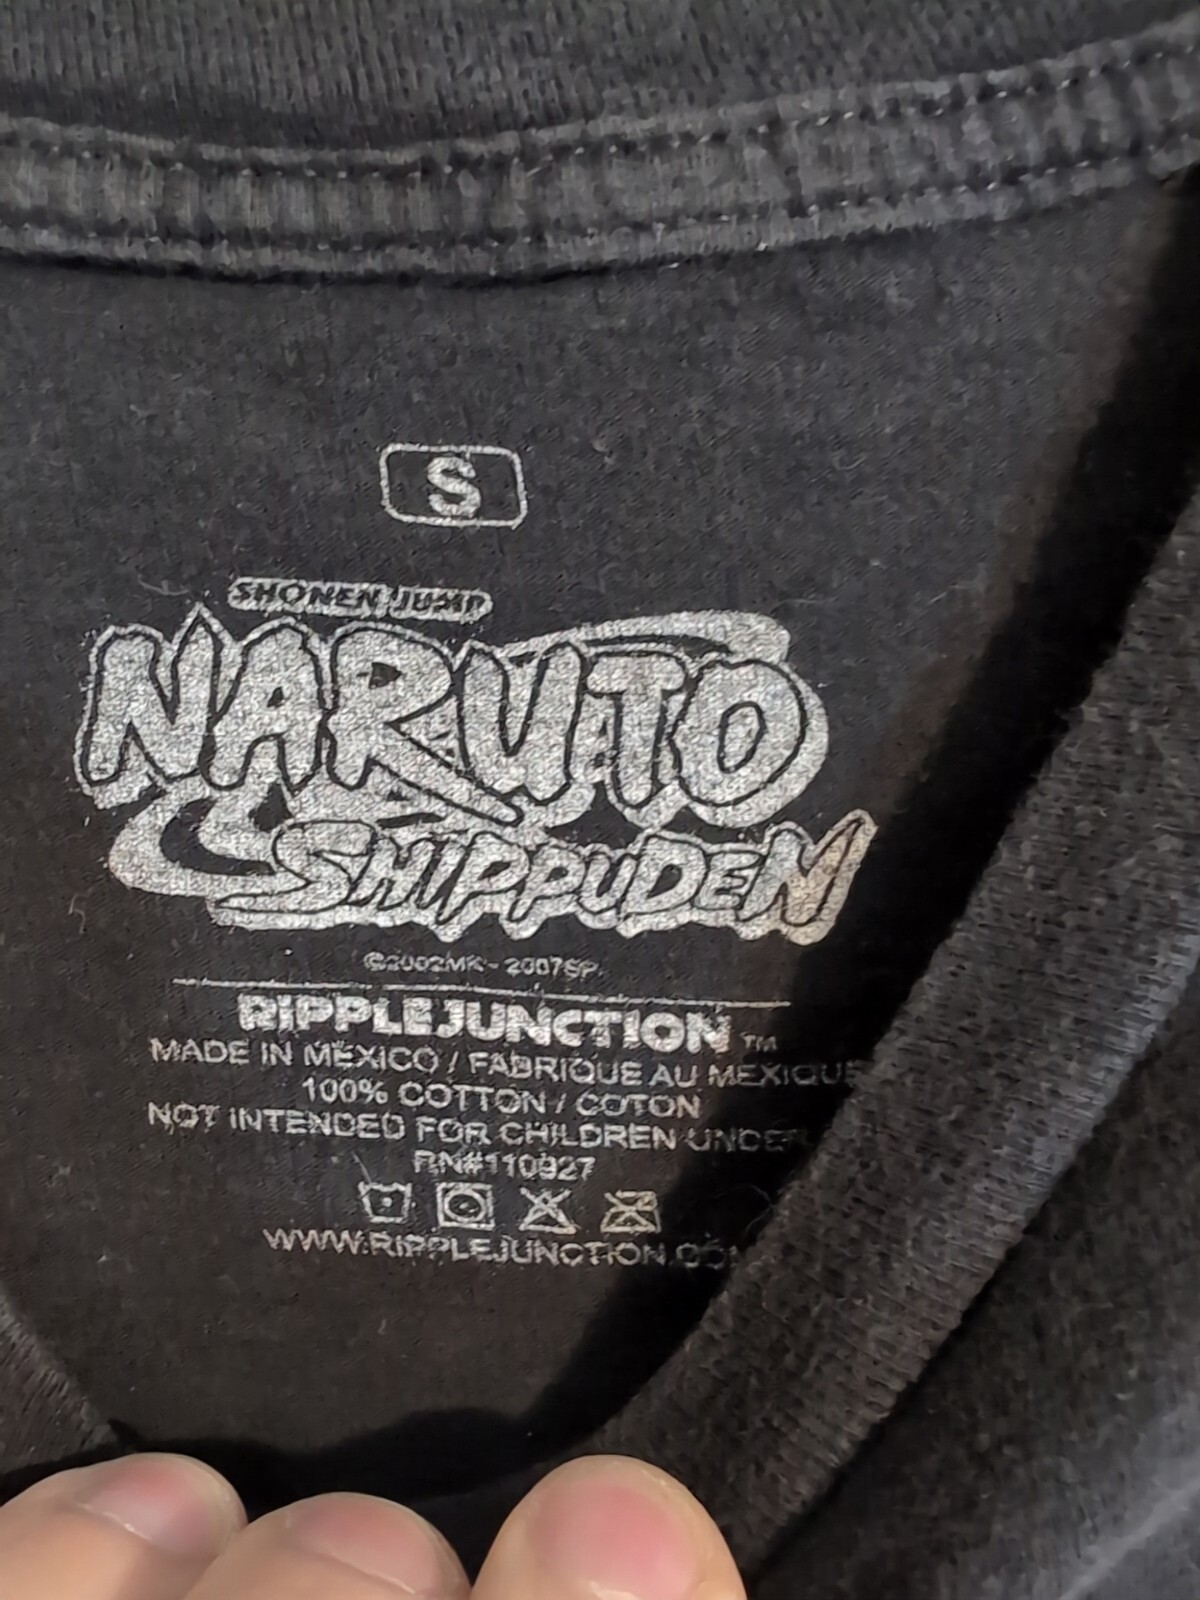 S
SHONEN JUMP
NARUTO
SHIPPUDEN
©2002MK - 2007SP.
RIPPLEJUNCTION™
MADE IN MEXICO / FABRIQUE AU MEXIQUE
100% COTTON / COTON
NOT INTENDED FOR CHILDREN UNDER
RN#110927
WWW.RIPPLEJUNCTION.COM